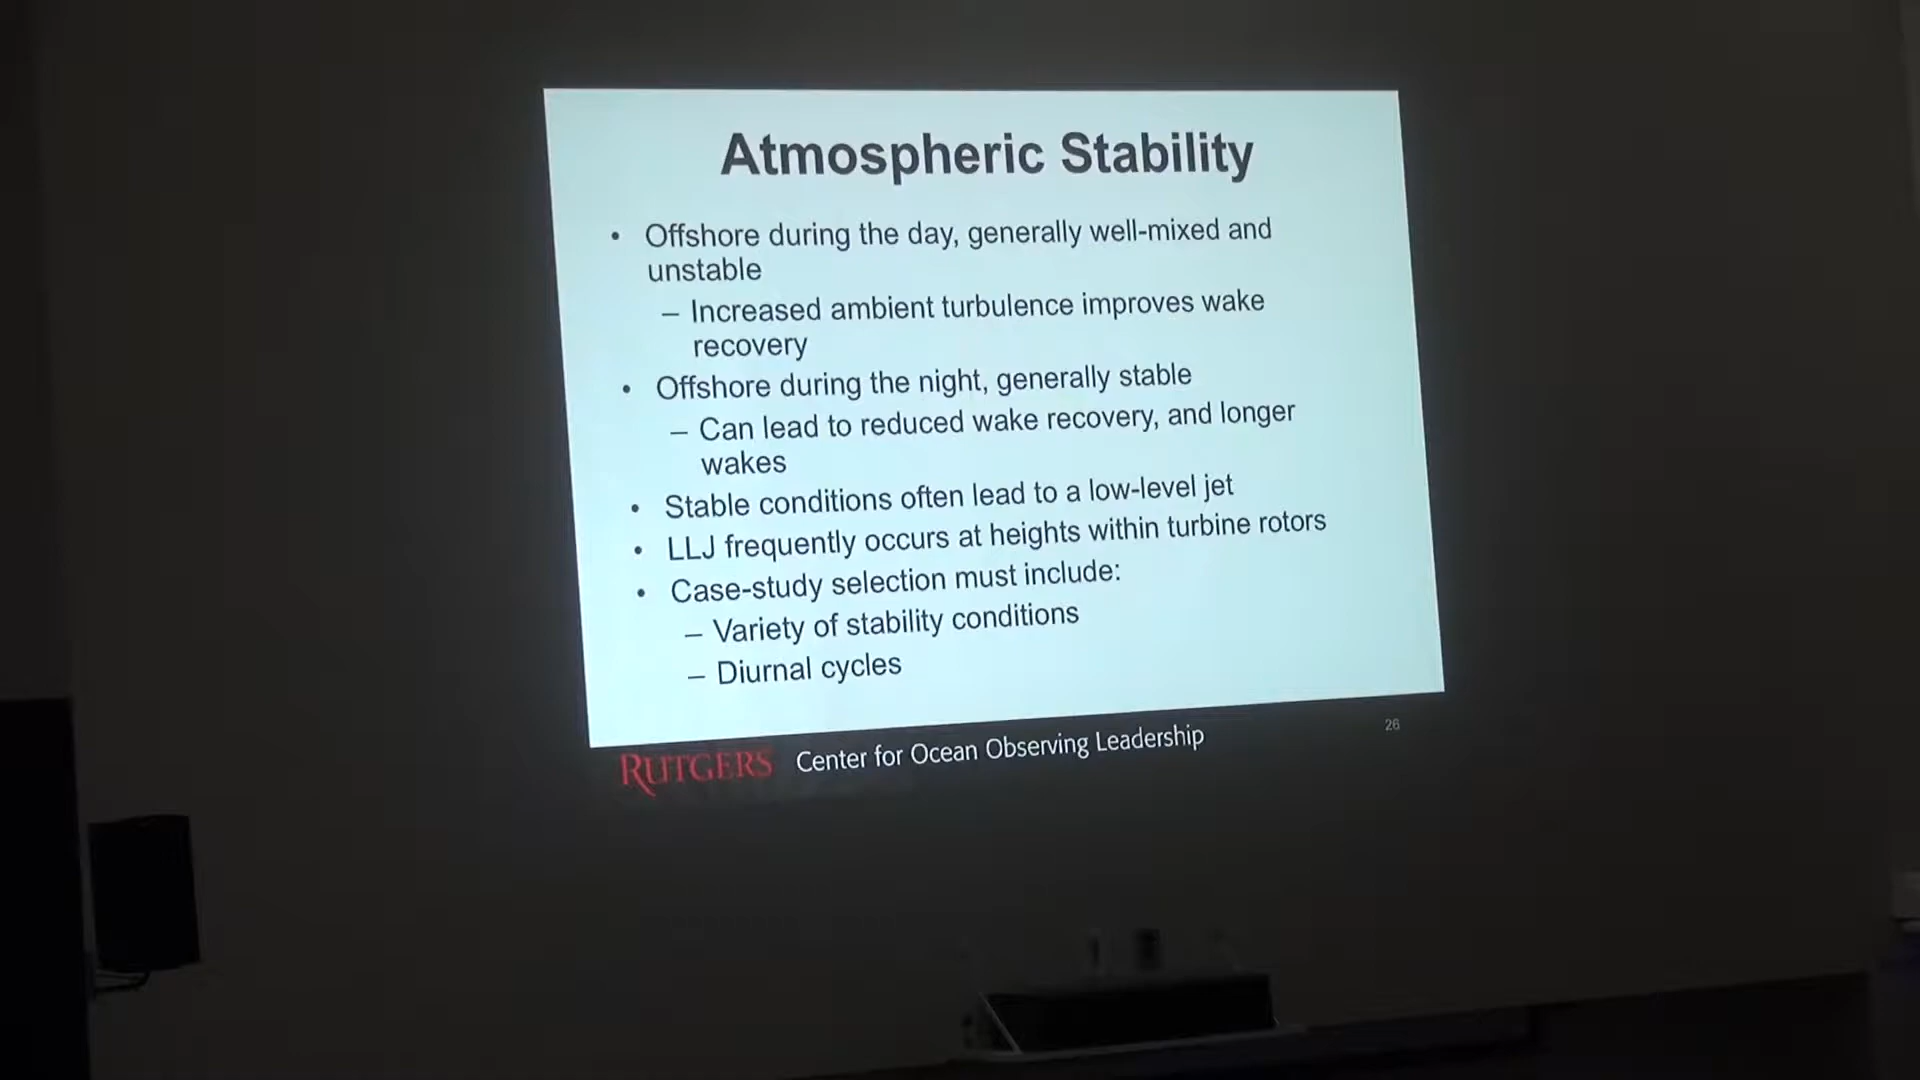 Atmospheric Stability
• Offshore during the day, generally well-mixed and
unstable
– Increased ambient turbulence improves wake
recovery
• Offshore during the night, generally stable
– Can lead to reduced wake recovery, and longer
wakes
• Stable conditions often lead to a low-level jet
• LLJ frequently occurs at heights within turbine rotors
• Case-study selection must include:
– Variety of stability conditions
– Diurnal cycles
RUTGERS Center for Ocean Observing Leadership
26